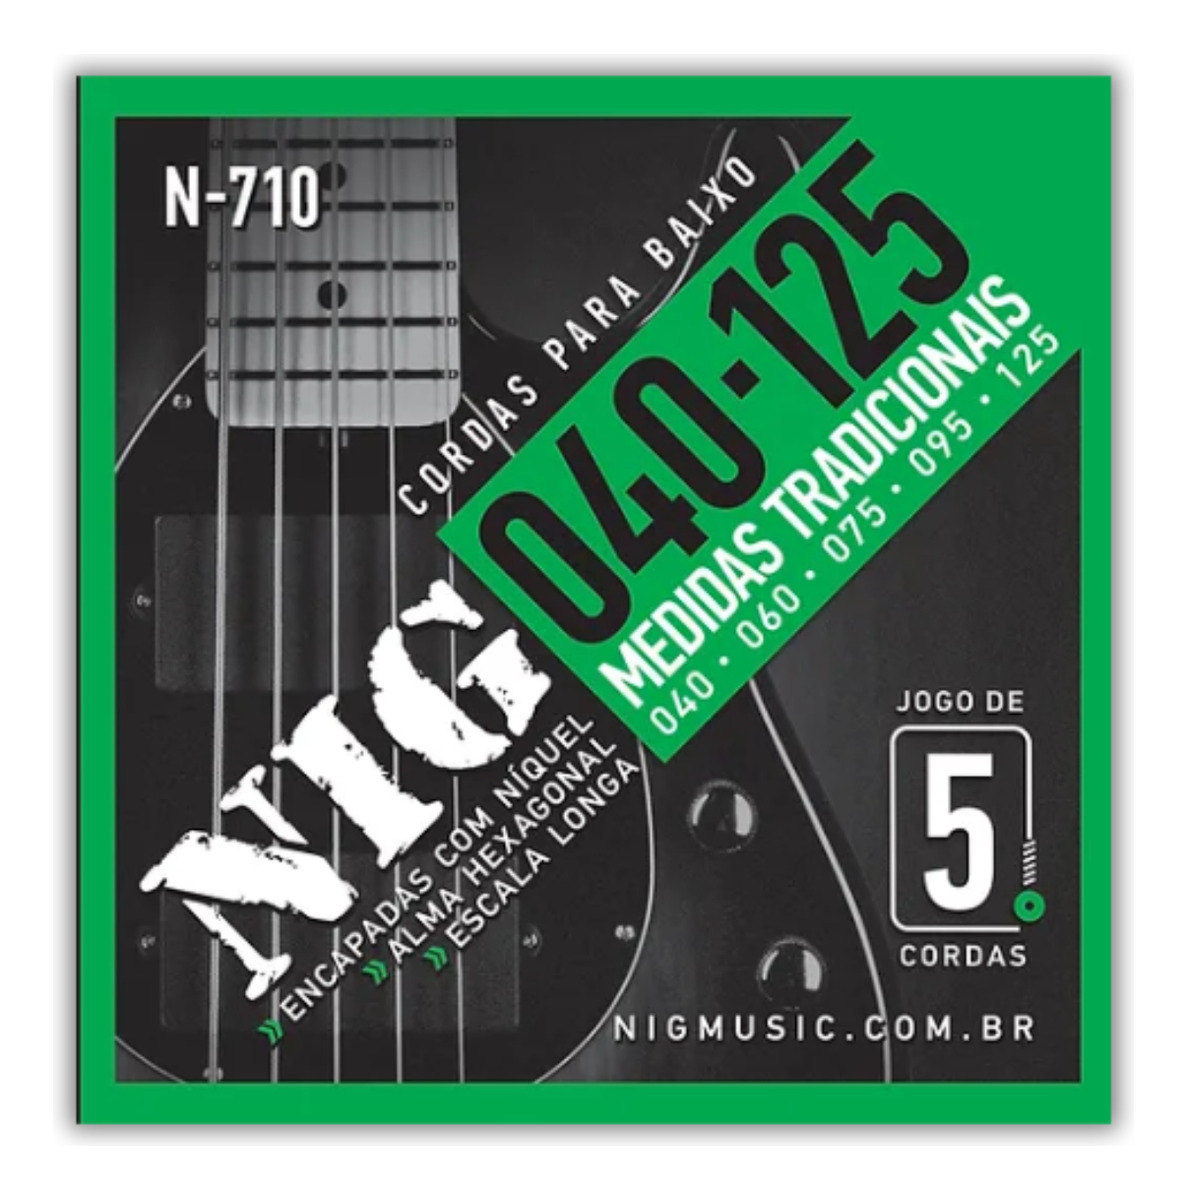 N-710
CORDAS PARA BAIXO
040-125
MEDIDAS TRADICIONAIS
040 • 060 • 075 • 095 • 125
NIG
ENCAPADAS COM NÍQUEL
ALMA HEXAGONAL
ESCALA LONGA
JOGO DE
5
CORDAS
NIGMUSIC.COM.BR